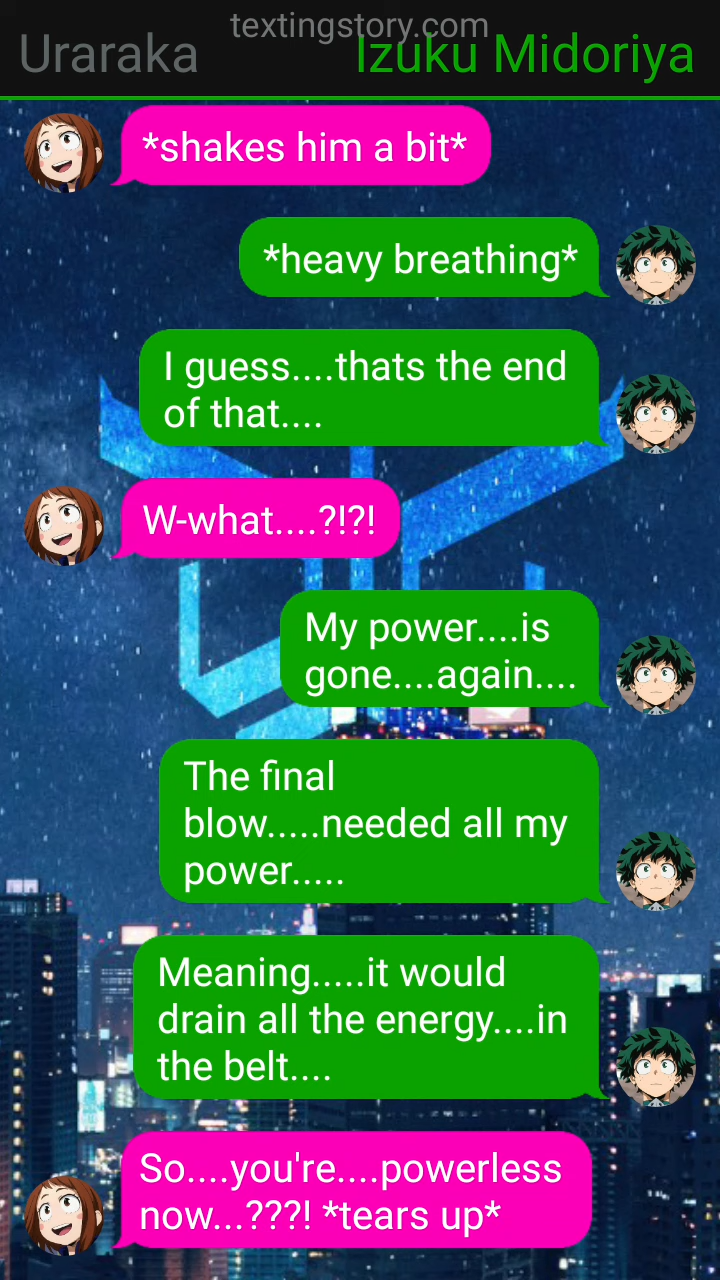 textingstory.com
Uraraka
Izuku Midoriya
*shakes him a bit*
*heavy breathing*
I guess....thats the end
of that....
W-what....?!?!
My power....is
gone....again....
The final
blow.....needed all my
power.....
Meaning.....it would
drain all the energy....in
the belt....
So....you're....powerless
now...???! *tears up*